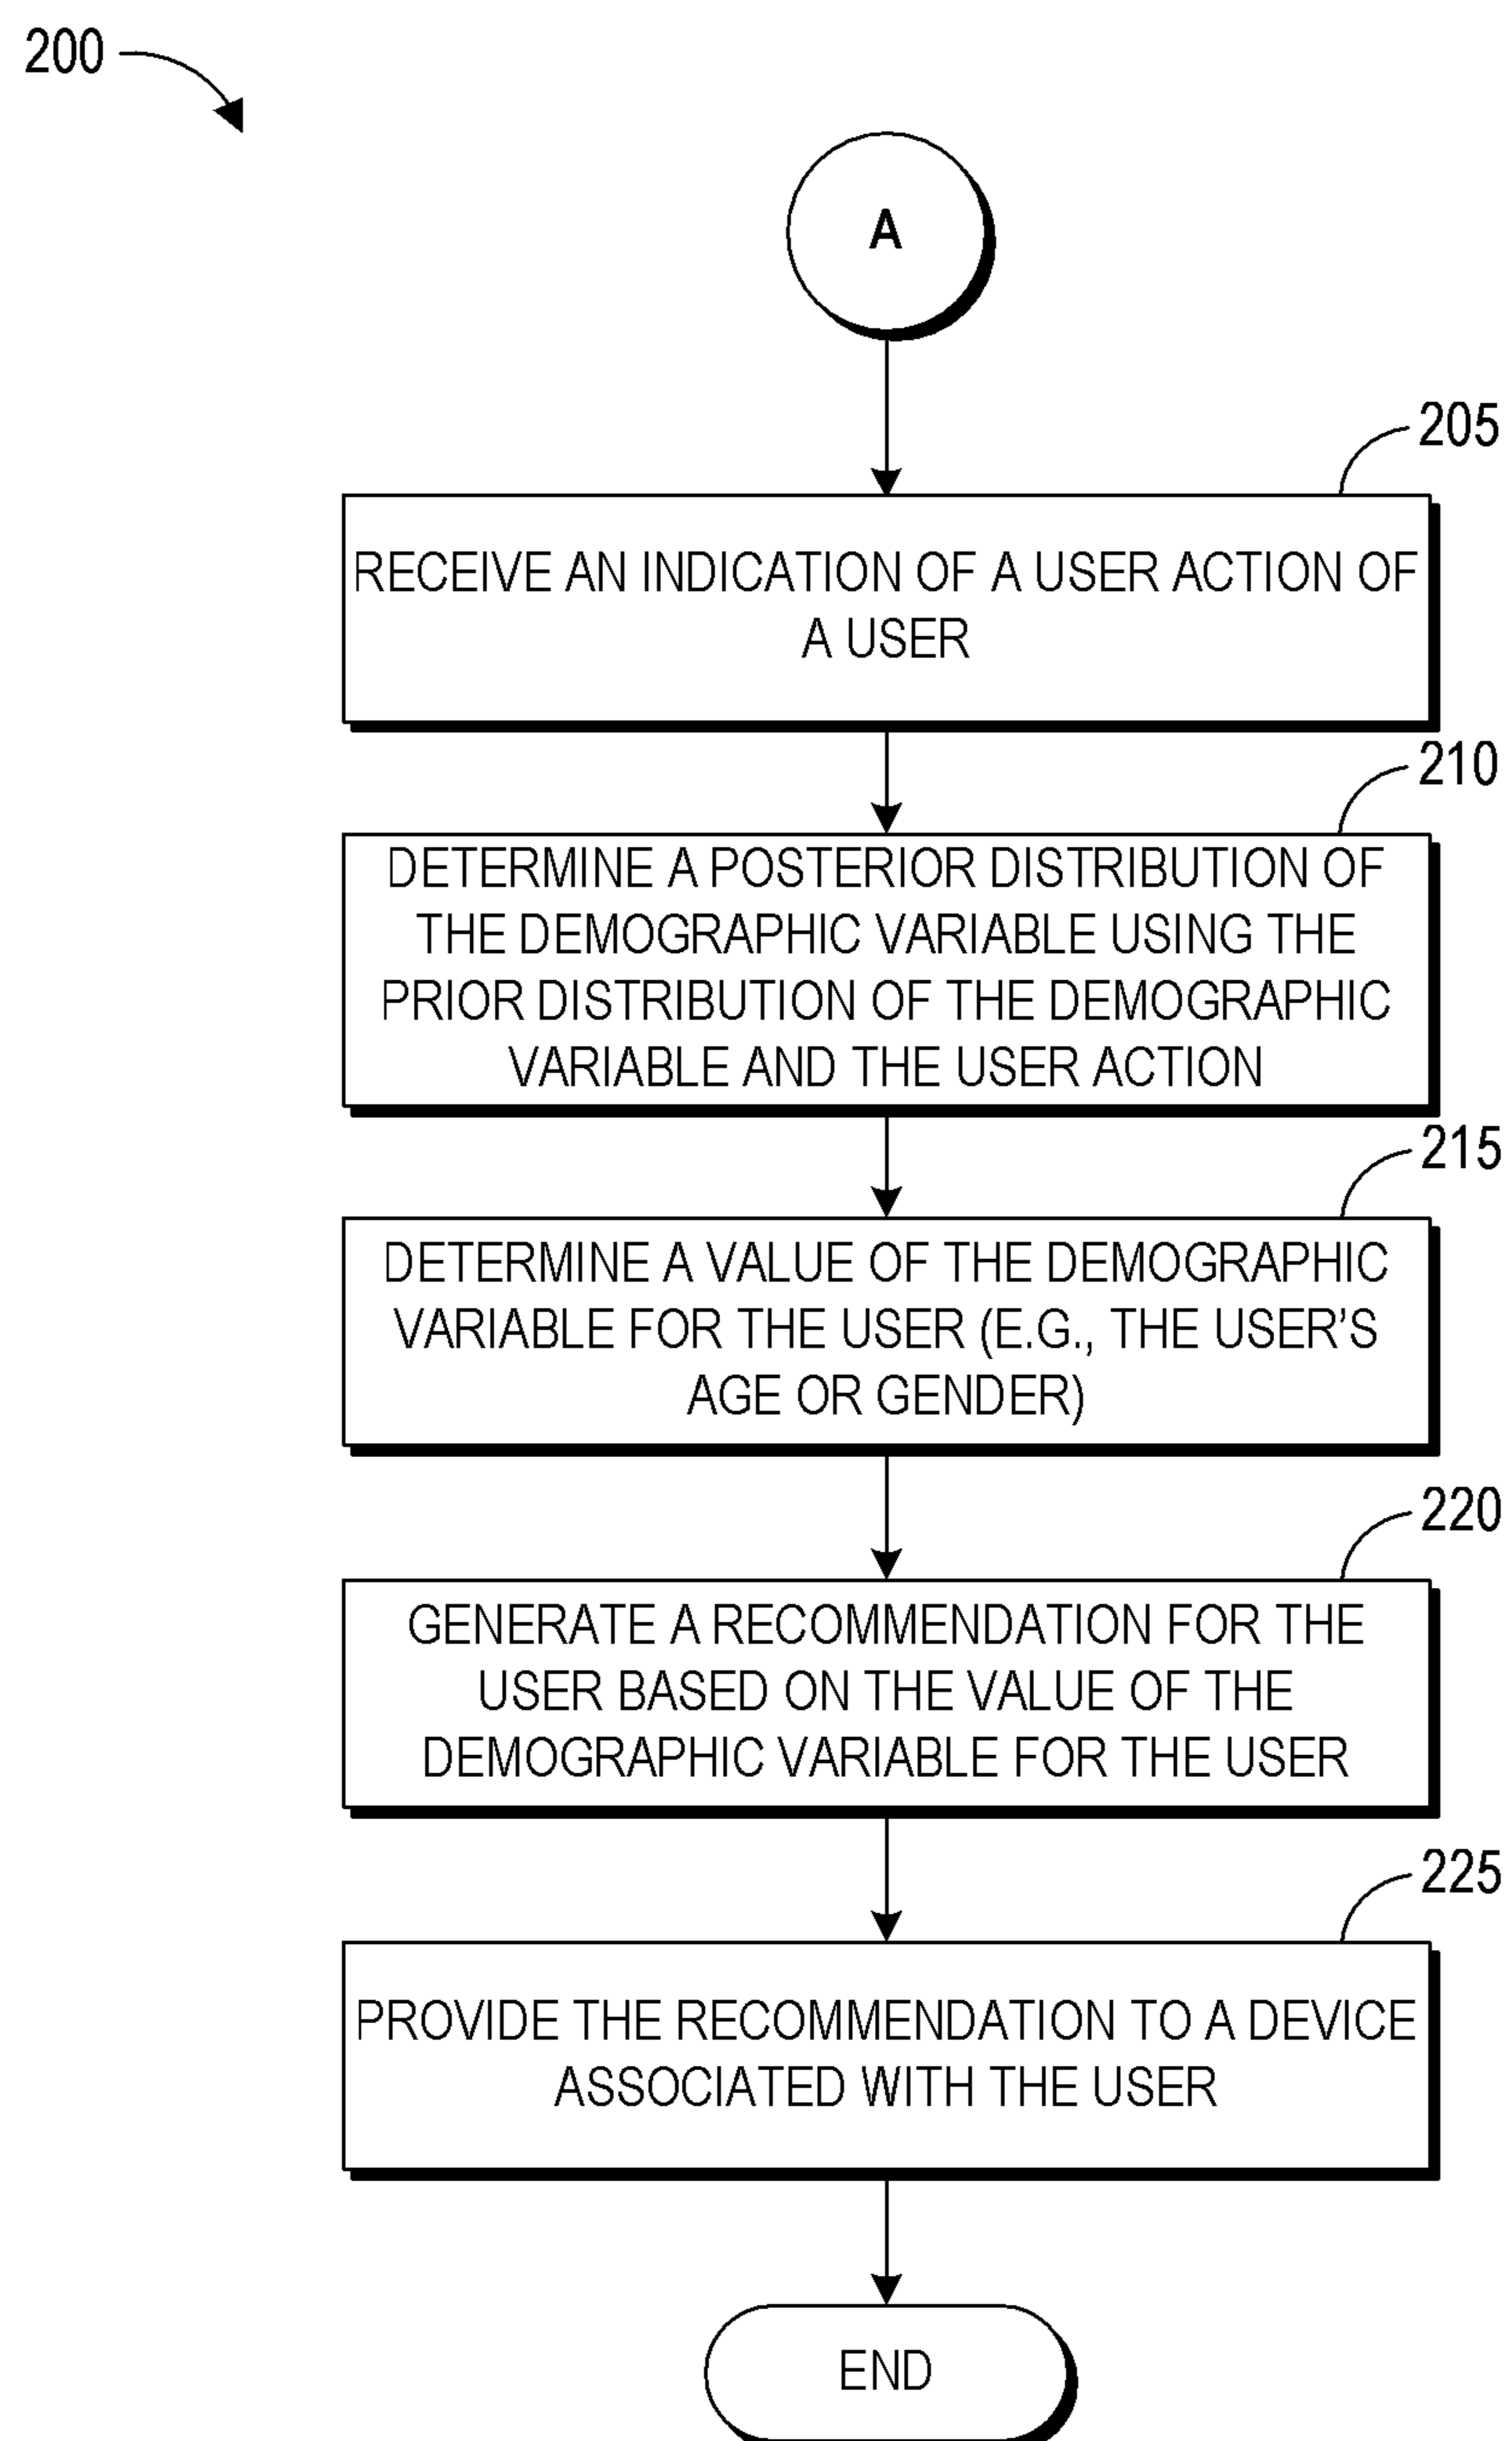 200
A
205
RECEIVE AN INDICATION OF A USER ACTION OF
A USER
210
DETERMINE A POSTERIOR DISTRIBUTION OF
THE DEMOGRAPHIC VARIABLE USING THE
PRIOR DISTRIBUTION OF THE DEMOGRAPHIC
VARIABLE AND THE USER ACTION
215
DETERMINE A VALUE OF THE DEMOGRAPHIC
VARIABLE FOR THE USER (E.G., THE USER’S
AGE OR GENDER)
220
GENERATE A RECOMMENDATION FOR THE
USER BASED ON THE VALUE OF THE
DEMOGRAPHIC VARIABLE FOR THE USER
225
PROVIDE THE RECOMMENDATION TO A DEVICE
ASSOCIATED WITH THE USER
END